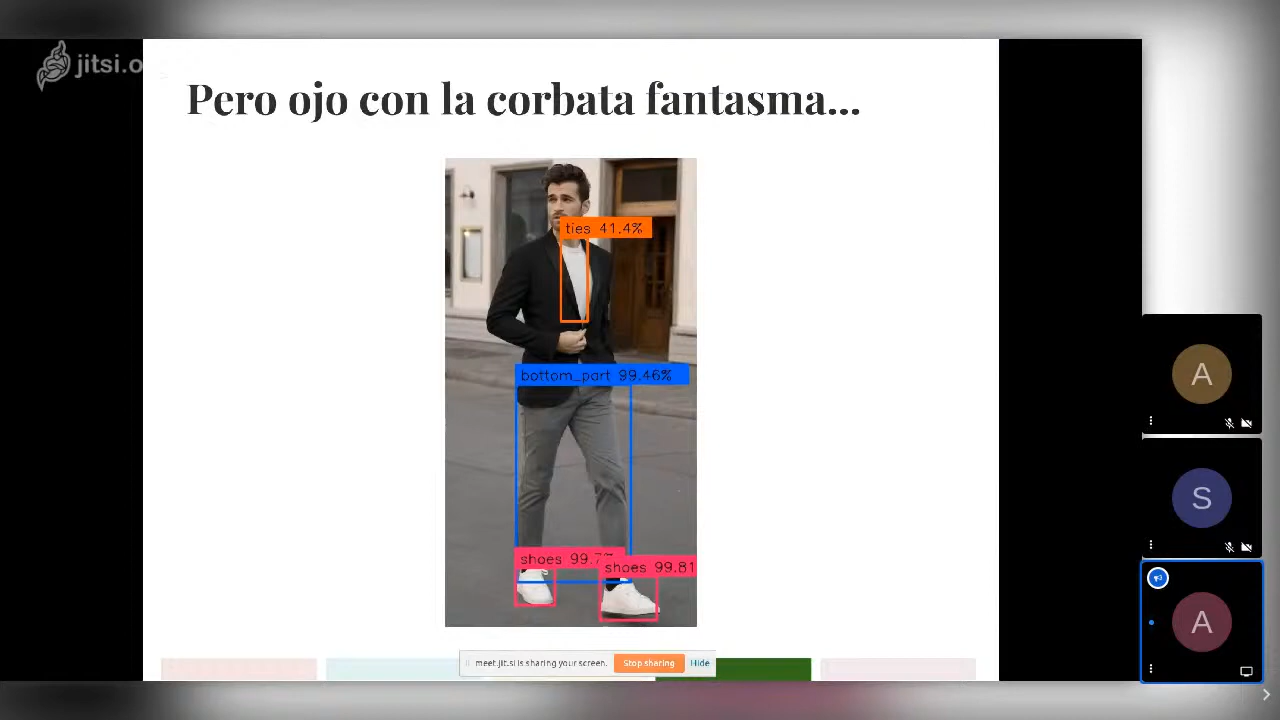 jitsi.o
Pero ojo con la corbata fantasma...
ties 41.4%
bottom_part 99.46%
shoes 99.7%
shoes 99.81
meet.jit.si is sharing your screen.
Stop sharing
Hide
A
S
A